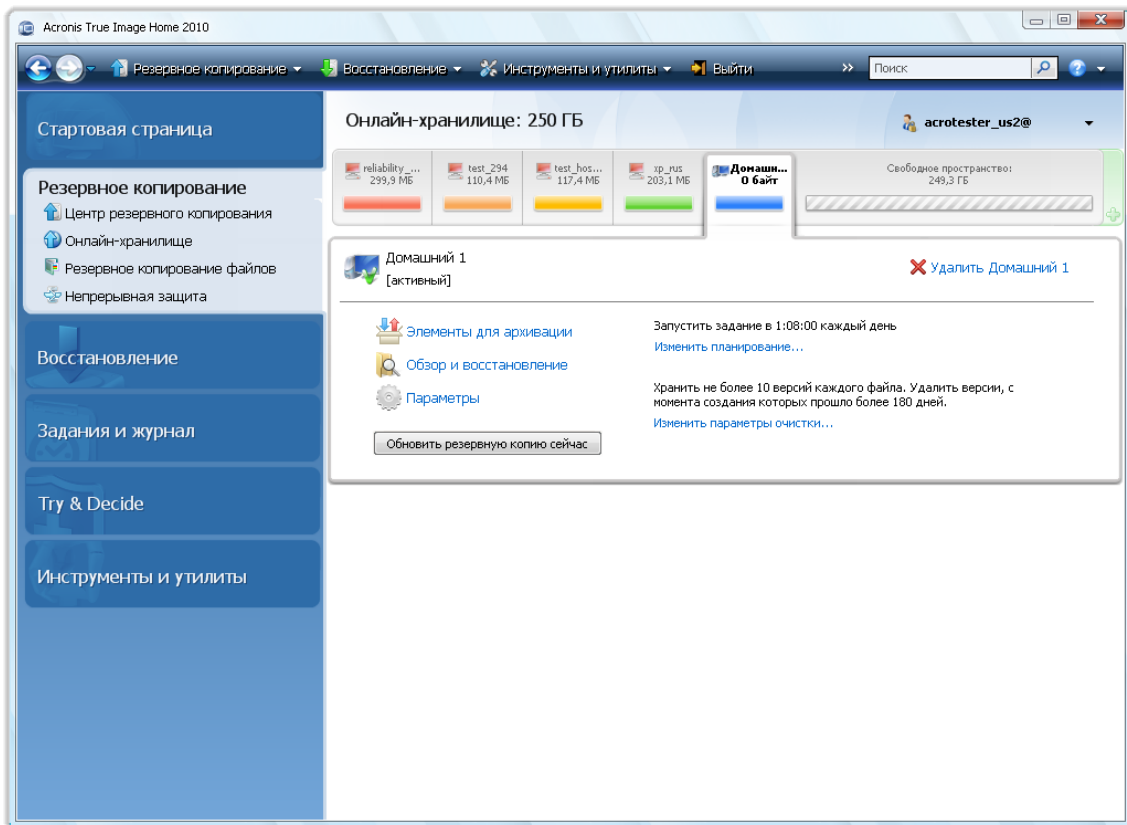 Acronis True Image Home 2010
Резервное копирование
Восстановление
Инструменты и утилиты
Выйти
»
Поиск
Стартовая страница
Резервное копирование
Центр резервного копирования
Онлайн-хранилище
Резервное копирование файлов
Непрерывная защита
Восстановление
Задания и журнал
Try & Decide
Инструменты и утилиты
Онлайн-хранилище: 250 ГБ
acrotester_us2@
reliability_...
299,9 МБ
test_294
110,4 МБ
test_hos...
117,4 МБ
xp_rus
203,1 МБ
Домашн...
0 байт
Свободное пространство:
249,3 ГБ
Домашний 1
[активный]
Удалить Домашний 1
Элементы для архивации
Обзор и восстановление
Параметры
Обновить резервную копию сейчас
Запустить задание в 1:08:00 каждый день
Изменить планирование...
Хранить не более 10 версий каждого файла. Удалить версии, с
момента создания которых прошло более 180 дней.
Изменить параметры очистки...